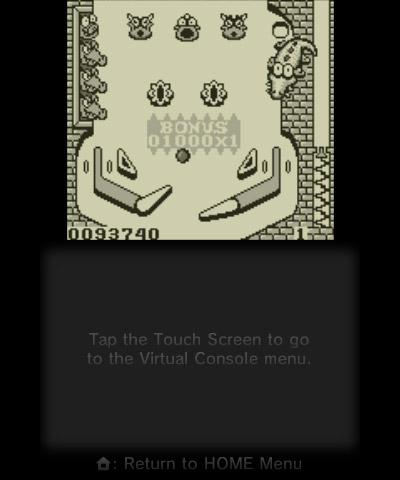 BONUS
01000X1
0093740 1
Tap the Touch Screen to go
to the Virtual Console menu.
: Return to HOME Menu